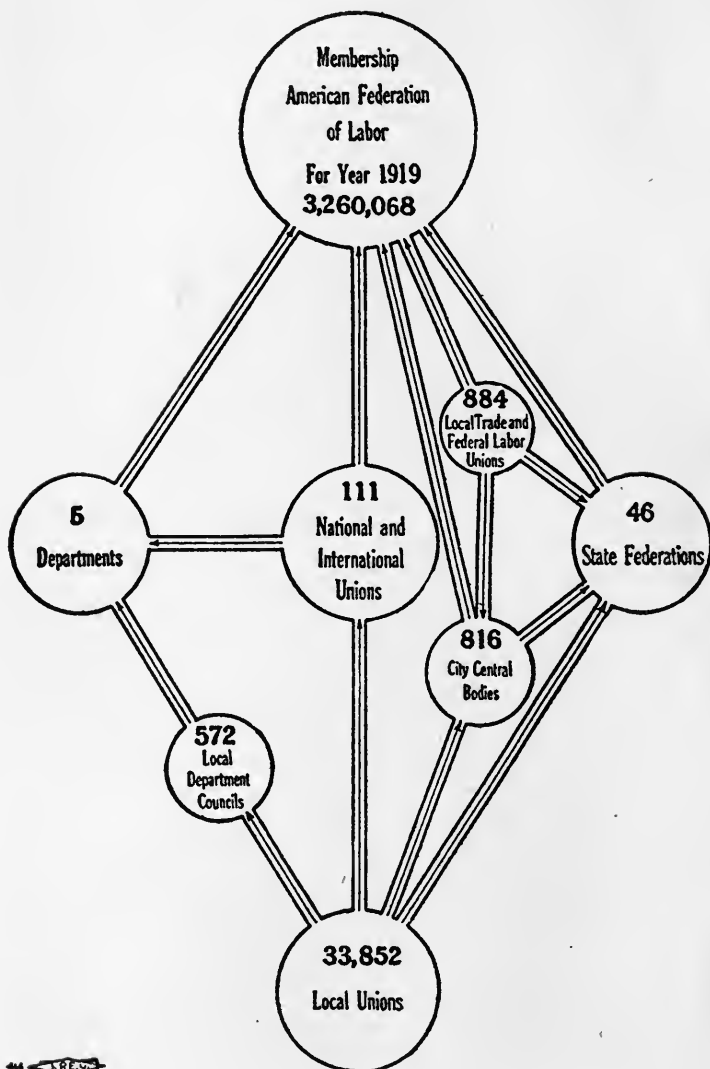 Membership
American Federation
of Labor
For Year 1919
3,260,068
884
Local Trade and
Federal Labor
Unions
5
Departments
111
National and
International
Unions
46
State Federations
816
City Central
Bodies
572
Local
Department
Councils
33,852
Local Unions